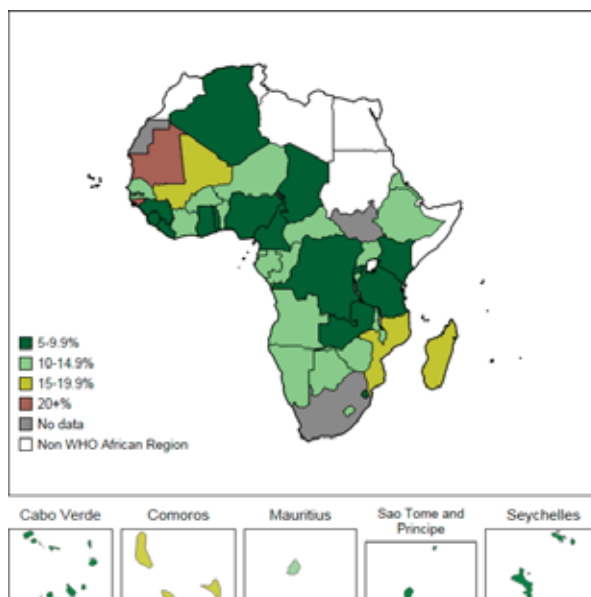 5-9.9%
10-14.9%
15-19.9%
20+%
No data
Non WHO African Region
Cabo Verde
Comoros
Mauritius
Sao Tome and
Principe
Seychelles